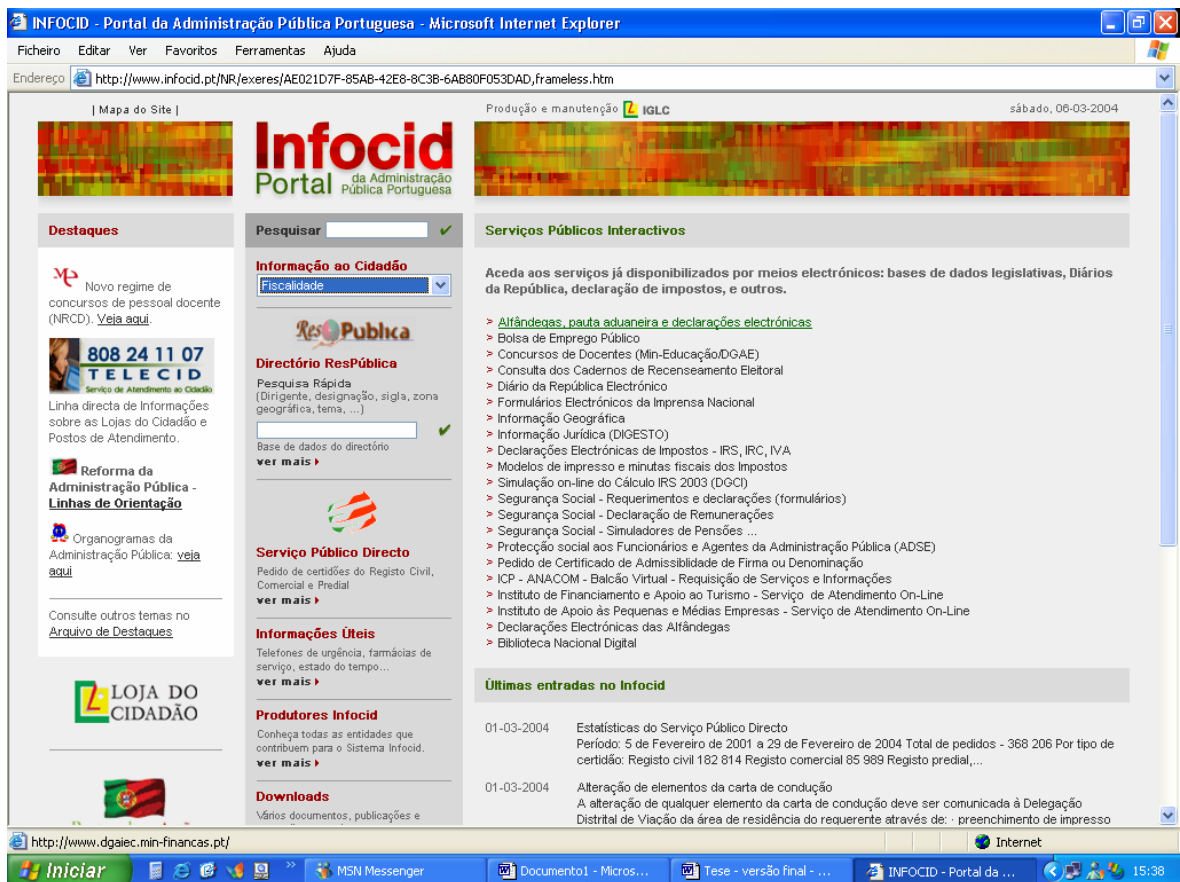 INFOCID - Portal da Administração Pública Portuguesa - Microsoft Internet Explorer
Ficheiro Editar Ver Favoritos Ferramentas Ajuda
Endereço http://www.infocid.pt/NR/exeres/AE021D7F-85AB-42E8-8C3B-6AB80F053DAD,frameless.htm
| Mapa do Site |
Produção e manutenção IGLC
sábado, 06-03-2004
Infocid
Portal da Administração
Pública Portuguesa
Destaques
Novo regime de
concursos de pessoal docente
(NRCD). Veja aqui.
808 24 11 07
TELECID
Serviço de Atendimento ao Cidadão
Linha directa de Informações
sobre as Lojas do Cidadão e
Postos de Atendimento.
Reforma da
Administração Pública -
Linhas de Orientação
Organogramas da
Administração Pública: veja
aqui
Consulte outros temas no
Arquivo de Destaques
LOJA DO
CIDADÃO
Pesquisar
Informação ao Cidadão
Fiscalidade
Res Publica
Directório ResPública
Pesquisa Rápida
(Dirigente, designação, sigla, zona
geográfica, tema, ...)
Base de dados do directório
ver mais
Serviço Público Directo
Pedido de certidões do Registo Civil,
Comercial e Predial
ver mais
Informações Ùteis
Telefones de urgência, farmácias de
serviço, estado do tempo...
ver mais
Produtores Infocid
Conheça todas as entidades que
contribuem para o Sistema Infocid.
ver mais
Downloads
Vários documentos, publicações e
Serviços Públicos Interactivos
Aceda aos serviços já disponibilizados por meios electrónicos: bases de dados legislativas, Diários
da República, declaração de impostos, e outros.
> Alfândegas, pauta aduaneira e declarações electrónicas
> Bolsa de Emprego Público
> Concursos de Docentes (Min-Educação/DGAE)
> Consulta dos Cadernos de Recenseamento Eleitoral
> Diário da República Electrónico
> Formulários Electrónicos da Imprensa Nacional
> Informação Geográfica
> Informação Jurídica (DIGESTO)
> Declarações Electrónicas de Impostos - IRS, IRC, IVA
> Modelos de impresso e minutas fiscais dos Impostos
> Simulação on-line do Cálculo IRS 2003 (DGCI)
> Segurança Social - Requerimentos e declarações (formulários)
> Segurança Social - Declaração de Remunerações
> Segurança Social - Simuladores de Pensões ...
> Protecção social aos Funcionários e Agentes da Administração Pública (ADSE)
> Pedido de Certificado de Admissiblidade de Firma ou Denominação
> ICP - ANACOM - Balcão Virtual - Requisição de Serviços e Informações
> Instituto de Financiamento e Apoio ao Turismo - Serviço de Atendimento On-Line
> Instituto de Apoio às Pequenas e Médias Empresas - Serviço de Atendimento On-Line
> Declarações Electrónicas das Alfândegas
> Biblioteca Nacional Digital
Ùltimas entradas no Infocid
01-03-2004 Estatísticas do Serviço Público Directo
Período: 5 de Fevereiro de 2001 a 29 de Fevereiro de 2004 Total de pedidos - 368 206 Por tipo de
certidão: Registo civil 182 814 Registo comercial 85 989 Registo predial,...
01-03-2004 Alteração de elementos da carta de condução
A alteração de qualquer elemento da carta de condução deve ser comunicada à Delegação
Distrital de Viação da área de residência do requerente através de: · preenchimento de impresso
http://www.dgaiec.min-financas.pt/
Internet
Iniciar
MSN Messenger
Documento1 - Micros...
Tese - versão final - ...
INFOCID - Portal da ...
15:38